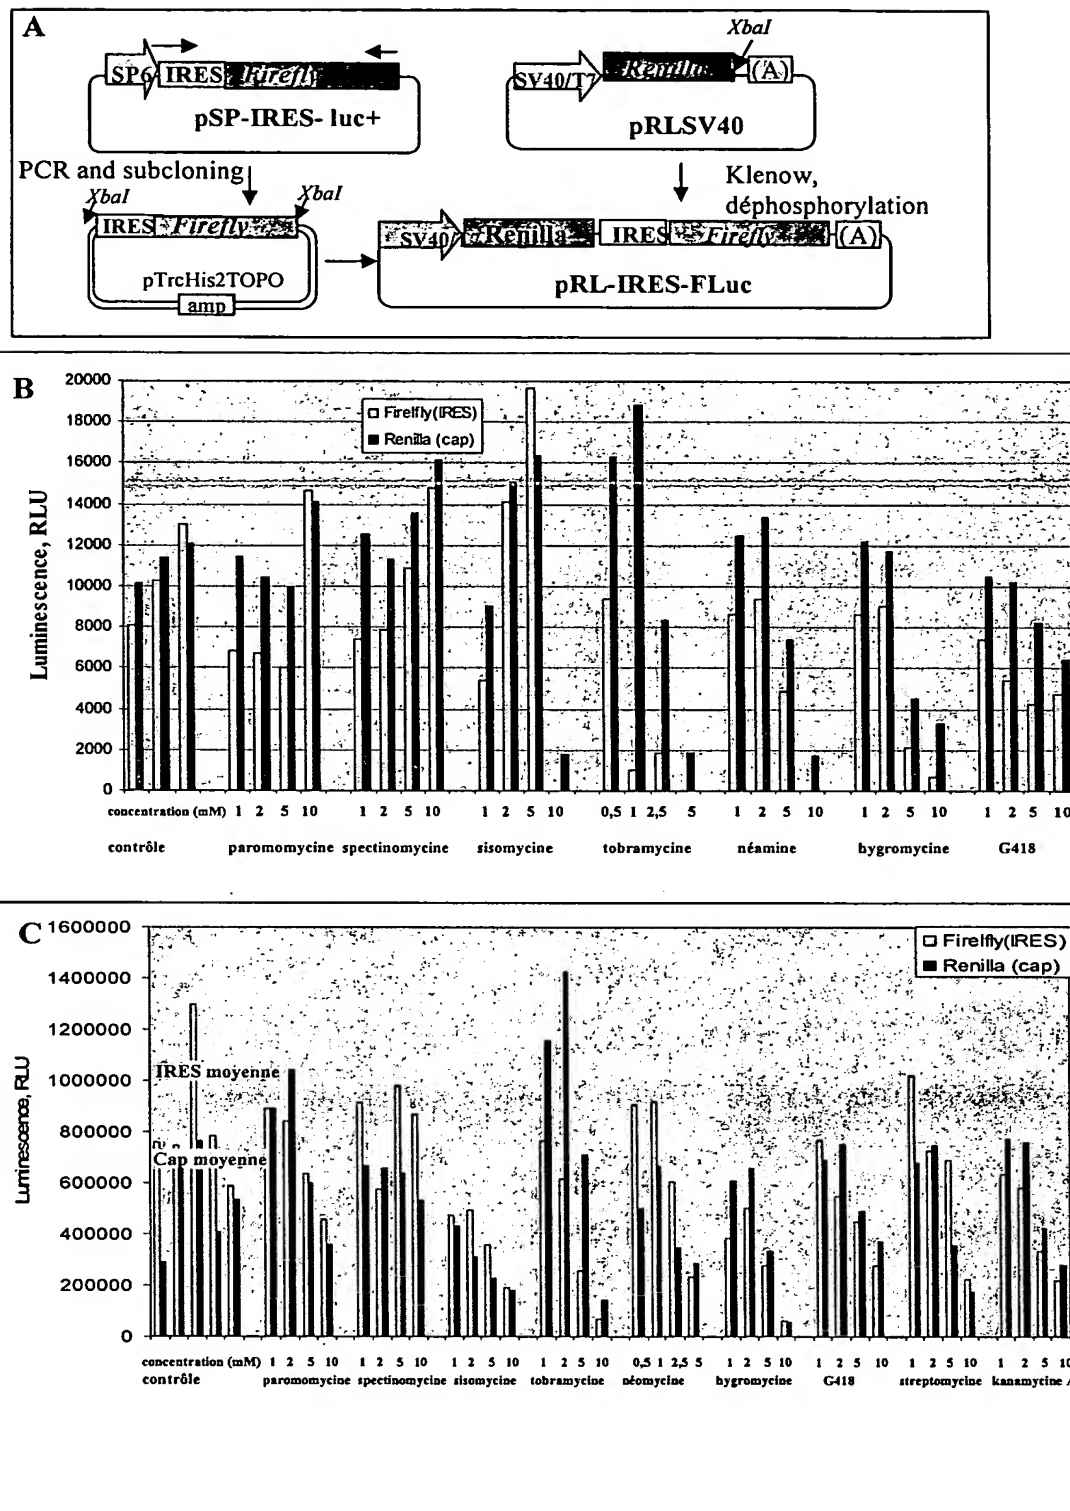 A
XbaI
SP6 IRES Firefly
SV40/T7 Renilla (A)
pSP-IRES- luc+
pRLSV40
PCR and subcloning
Klenow,
déphosphorylation
XbaI XbaI
IRES Firefly
SV40/ Renilla IRES Firefly (A)
pTrcHis2TOPO
amp
pRL-IRES-FLuc
B
Luminescence, RLU
20000
18000
16000
14000
12000
10000
8000
6000
4000
2000
0
Firelfly(IRES)
Renilla (cap)
concentration (mM) 1 2 5 10 1 2 5 10 1 2 5 10 0,5 1 2,5 5 1 2 5 10 1 2 5 10 1 2 5 10
contrôle paromomycine spectinomycine sisomycine tobramycine néamine hygromycine G418
C
Luminescence, RLU
1600000
1400000
1200000
1000000
800000
600000
400000
200000
0
Firelfly(IRES)
Renilla (cap)
IRES moyenne
Cap moyenne
concentration (mM) 1 2 5 10 1 2 5 10 1 2 5 10 1 2 5 10 0,5 1 2,5 5 1 2 5 10 1 2 5 10 1 2 5 10 1 2 5 10
contrôle paromomycine spectinomycine sisomycine tobramycine néomycine hygromycine G418 streptomycine kanamycine